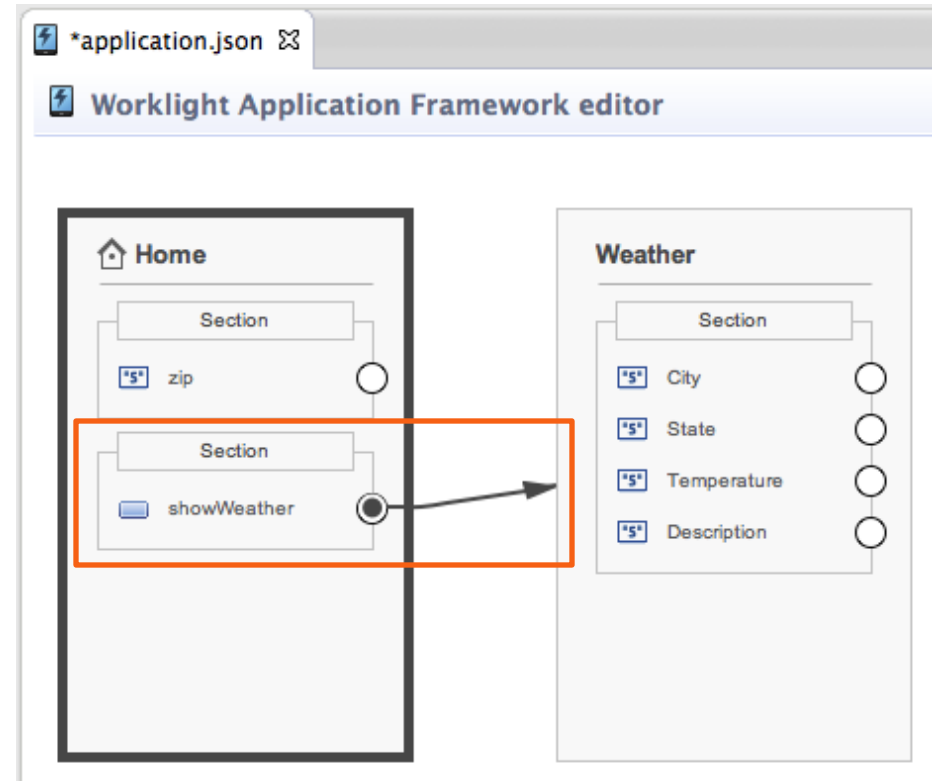 *application.json
Worklight Application Framework editor
Home
Section
"S" zip
Section
showWeather
Weather
Section
"S" City
"S" State
"S" Temperature
"S" Description